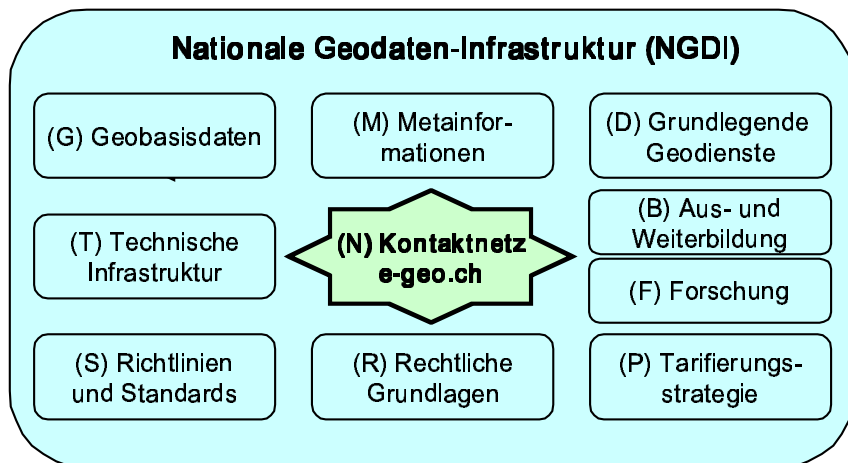 Nationale Geodaten-Infrastruktur (NGDI)
(G) Geobasisdaten
(M) Metainfor-
mationen
(D) Grundlegende
Geodienste
(T) Technische
Infrastruktur
(N) Kontaktnetz
e-geo.ch
(B) Aus- und
Weiterbildung
(F) Forschung
(S) Richtlinien
und Standards
(R) Rechtliche
Grundlagen
(P) Tarifierungs-
strategie